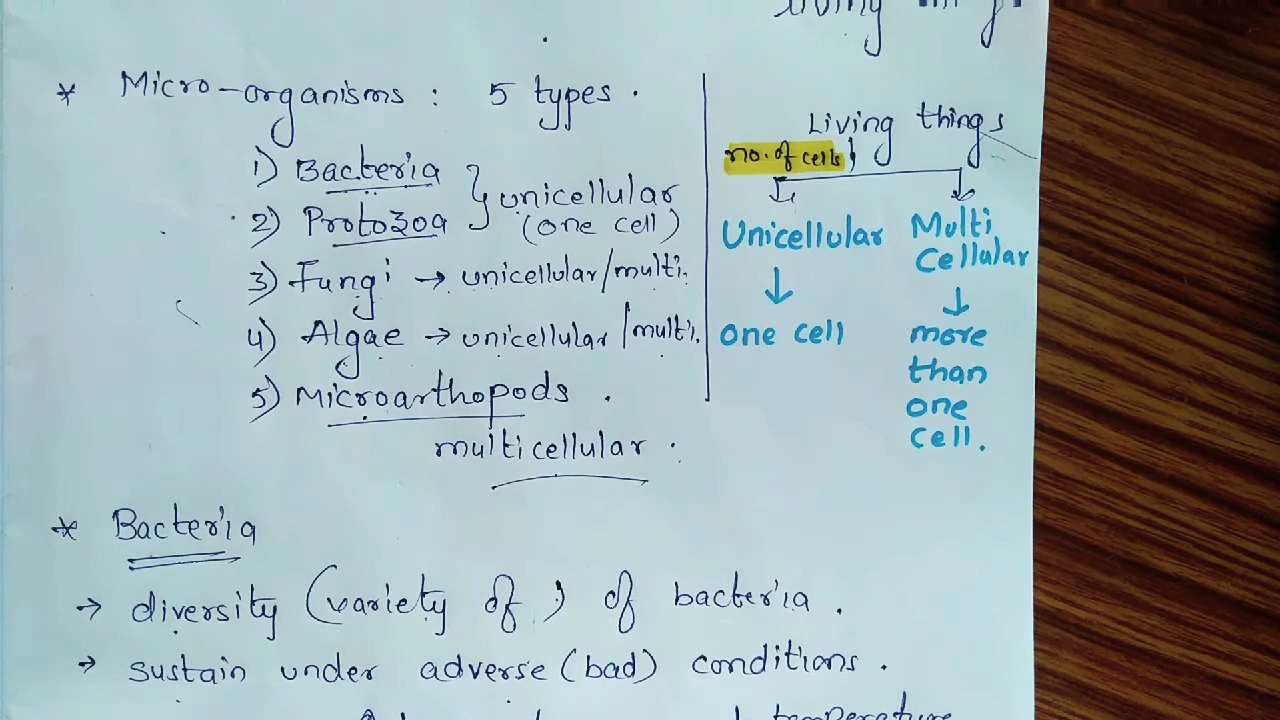 * Micro-organisms : 5 types .
1) Bacteria
2) Protozoa
} unicellular
(one cell)
3) Fungi → unicellular/multi.
4) Algae → unicellular/multi.
5) Microarthopods .
multicellular .
Living things
no. of cells
Unicellular
↓
one cell
Multi
Cellular
↓
more
than
one
cell.
* Bacteria
→ diversity (variety of ) of bacteria .
→ sustain under adverse (bad) conditions .
temperature